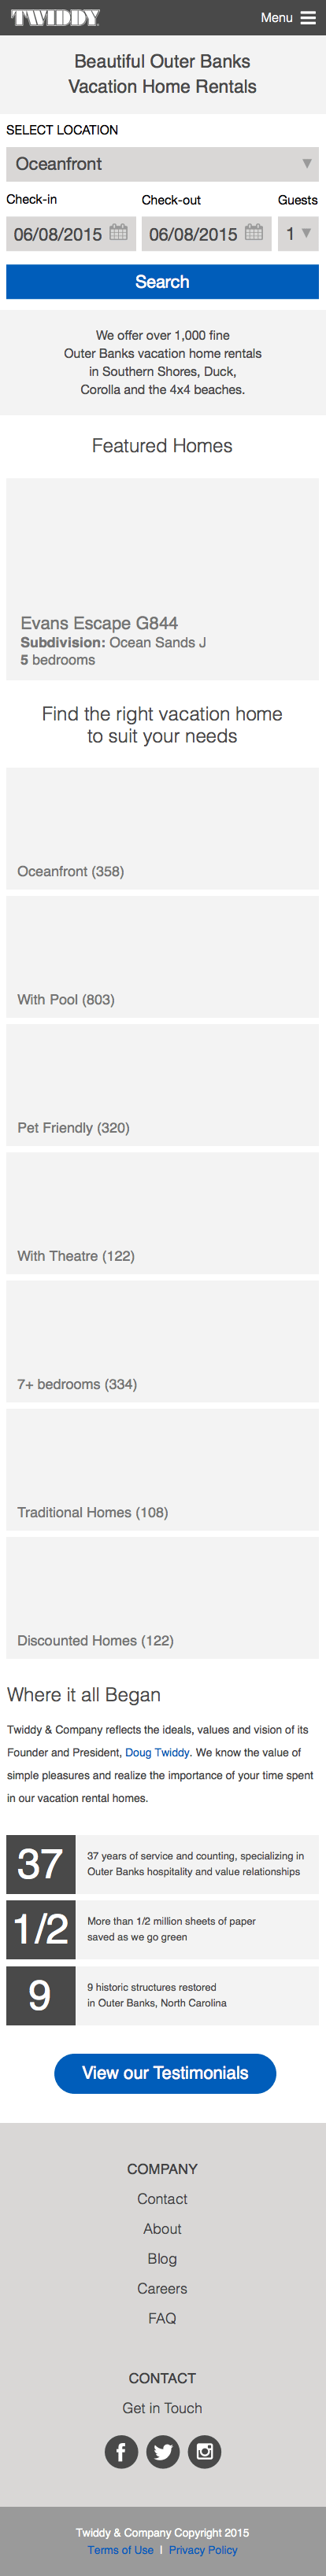 TWIDDY
Menu
Beautiful Outer Banks
Vacation Home Rentals
SELECT LOCATION
Oceanfront
Check-in Check-out Guests
06/08/2015 06/08/2015 1
Search
We offer over 1,000 fine
Outer Banks vacation home rentals
in Southern Shores, Duck,
Corolla and the 4x4 beaches.
Featured Homes
Evans Escape G844
Subdivision: Ocean Sands J
5 bedrooms
Find the right vacation home
to suit your needs
Oceanfront (358)
With Pool (803)
Pet Friendly (320)
With Theatre (122)
7+ bedrooms (334)
Traditional Homes (108)
Discounted Homes (122)
Where it all Began
Twiddy & Company reflects the ideals, values and vision of its
Founder and President, Doug Twiddy. We know the value of
simple pleasures and realize the importance of your time spent
in our vacation rental homes.
37
37 years of service and counting, specializing in
Outer Banks hospitality and value relationships
1/2
More than 1/2 million sheets of paper
saved as we go green
9
9 historic structures restored
in Outer Banks, North Carolina
View our Testimonials
COMPANY
Contact
About
Blog
Careers
FAQ
CONTACT
Get in Touch
Twiddy & Company Copyright 2015
Terms of Use | Privacy Policy